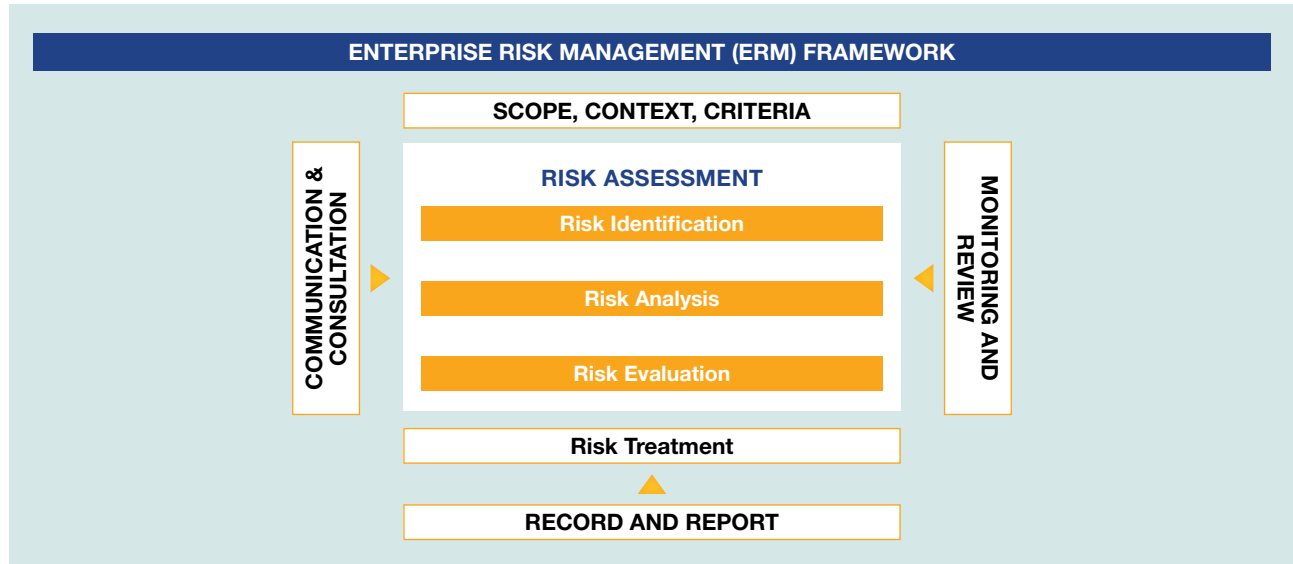 ENTERPRISE RISK MANAGEMENT (ERM) FRAMEWORK
SCOPE, CONTEXT, CRITERIA
COMMUNICATION &
CONSULTATION
RISK ASSESSMENT
Risk Identification
Risk Analysis
Risk Evaluation
MONITORING AND
REVIEW
Risk Treatment
RECORD AND REPORT